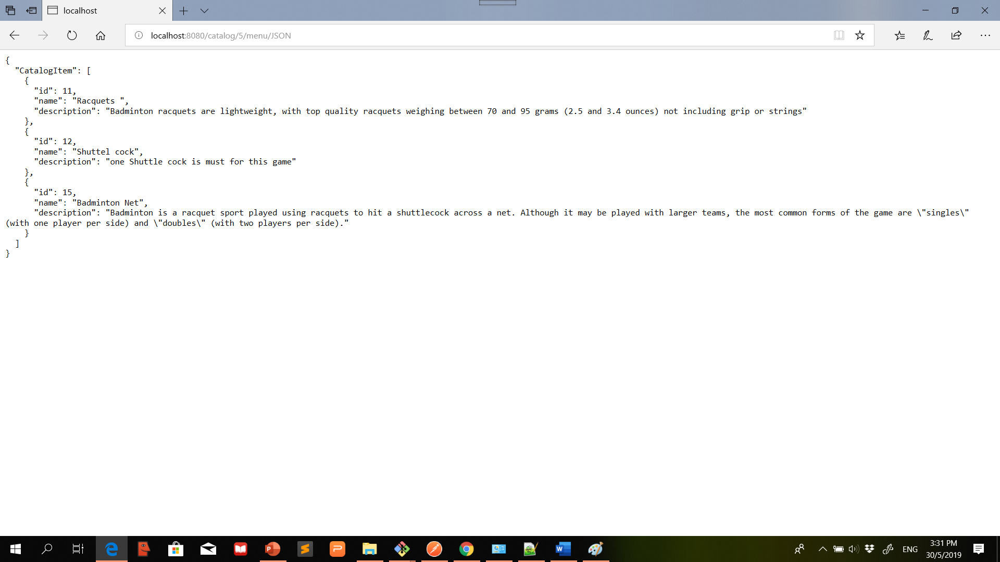 localhost
localhost:8080/catalog/5/menu/JSON
{
  "CatalogItem": [
    {
      "id": 11,
      "name": "Racquets ",
      "description": "Badminton racquets are lightweight, with top quality racquets weighing between 70 and 95 grams (2.5 and 3.4 ounces) not including grip or strings"
    },
    {
      "id": 12,
      "name": "Shuttel cock",
      "description": "one Shuttle cock is must for this game"
    },
    {
      "id": 15,
      "name": "Badminton Net",
      "description": "Badminton is a racquet sport played using racquets to hit a shuttlecock across a net. Although it may be played with larger teams, the most common forms of the game are \"singles\"
(with one player per side) and \"doubles\" (with two players per side)."
    }
  ]
}
ENG
3:31 PM
30/5/2019